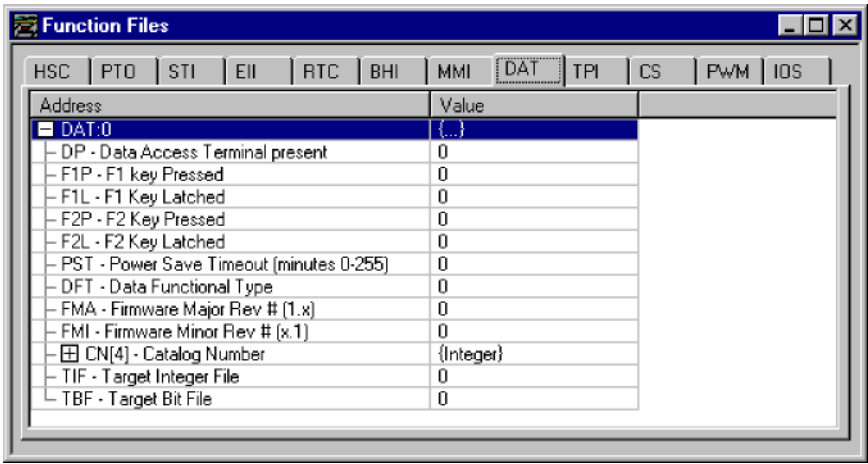 Function Files
HSC PTO STI EII RTC BHI MMI DAT TPI CS PWM IOS
Address Value
DAT:0 {...}
DP - Data Access Terminal present 0
F1P - F1 key Pressed 0
F1L - F1 Key Latched 0
F2P - F2 Key Pressed 0
F2L - F2 Key Latched 0
PST - Power Save Timeout (minutes 0-255) 0
DFT - Data Functional Type 0
FMA - Firmware Major Rev # (1.x) 0
FMI - Firmware Minor Rev # (x.1) 0
CN[4] - Catalog Number {Integer}
TIF - Target Integer File 0
TBF - Target Bit File 0